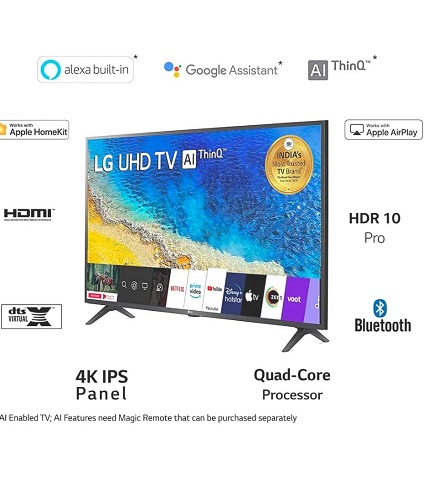 alexa built-in*
Google Assistant*
AI ThinQ™*
Works with
Apple HomeKit
Works with
Apple AirPlay
LG UHD TV AI ThinQ™
INDIA's
Most Trusted
TV Brand
HDMI
HDR 10
Pro
NETFLIX
prime video
YouTube
Disney+
hotstar
tv
ZEE5
voot
dts X
VIRTUAL
Bluetooth
LG
4K IPS
Panel
Quad-Core
Processor
AI Enabled TV; AI Features need Magic Remote that can be purchased separately